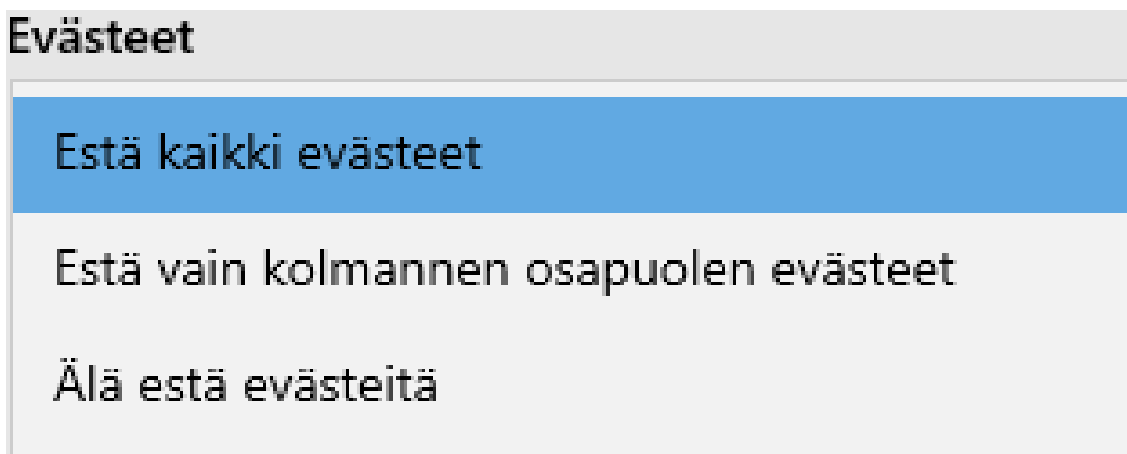 Evästeet
Estä kaikki evästeet
Estä vain kolmannen osapuolen evästeet
Älä estä evästeitä